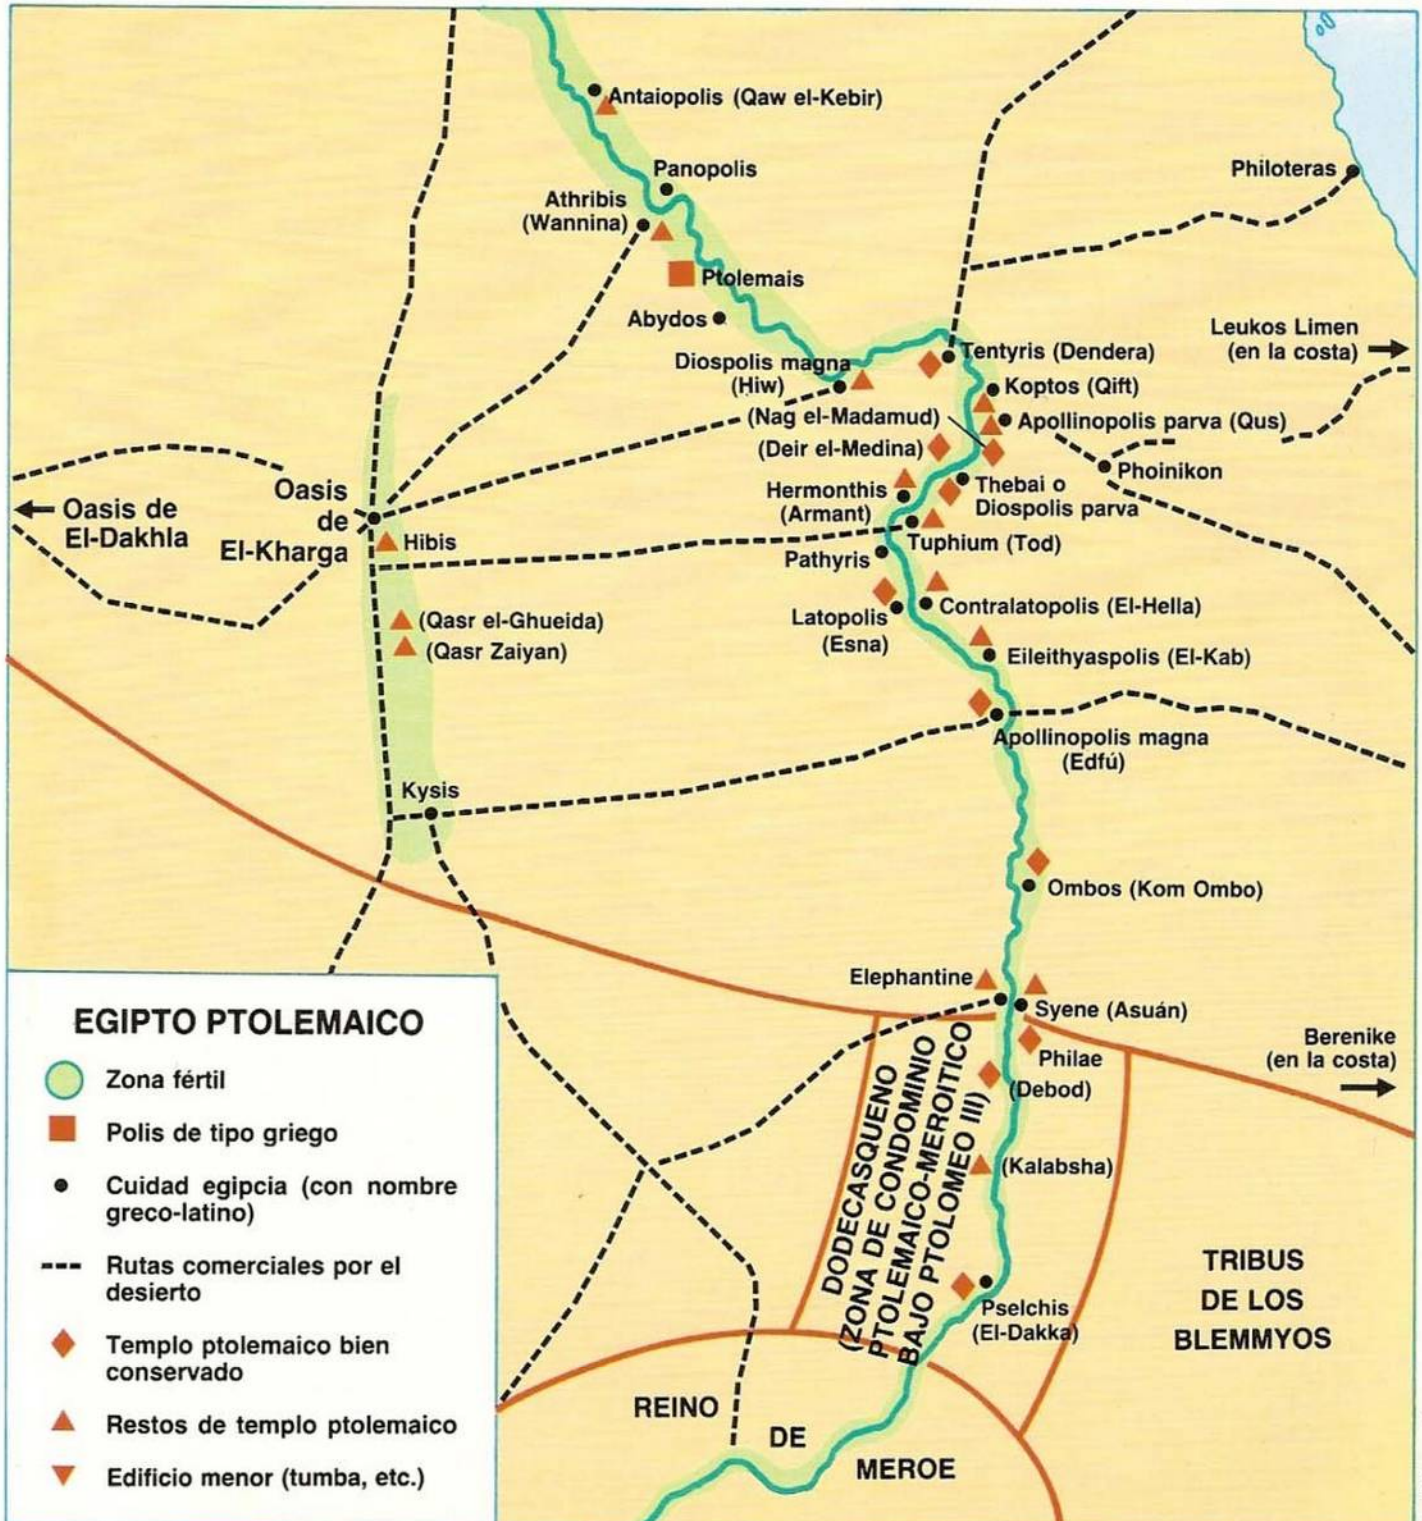 Antaiopolis (Qaw el-Kebir)
Panopolis
Philoteras
Athribis
(Wannina)
Ptolemais
Abydos
Leukos Limen
(en la costa)
Diospolis magna
(Hiw)
Tentyris (Dendera)
Koptos (Qift)
(Nag el-Madamud)
Apollinopolis parva (Qus)
(Deir el-Medina)
Phoinikon
Thebai o
Diospolis parva
Hermonthis
(Armant)
Oasis de
El-Dakhla
Oasis
de
El-Kharga
Hibis
Tuphium (Tod)
Pathyris
(Qasr el-Ghueida)
(Qasr Zaiyan)
Latopolis
(Esna)
Contralatopolis (El-Hella)
Eileithyaspolis (El-Kab)
Apollinopolis magna
(Edfú)
Kysis
Ombos (Kom Ombo)
Elephantine
Syene (Asuán)
Philae
(Debod)
Berenike
(en la costa)
(Kalabsha)
DODECASQUENO
(ZONA DE CONDOMINIO
PTOLEMAICO-MEROITICO
BAJO PTOLOMEO III)
Pselchis
(El-Dakka)
TRIBUS
DE LOS
BLEMMYOS
REINO
DE
MEROE
EGIPTO PTOLEMAICO
Zona fértil
Polis de tipo griego
Cuidad egipcia (con nombre
greco-latino)
Rutas comerciales por el
desierto
Templo ptolemaico bien
conservado
Restos de templo ptolemaico
Edificio menor (tumba, etc.)